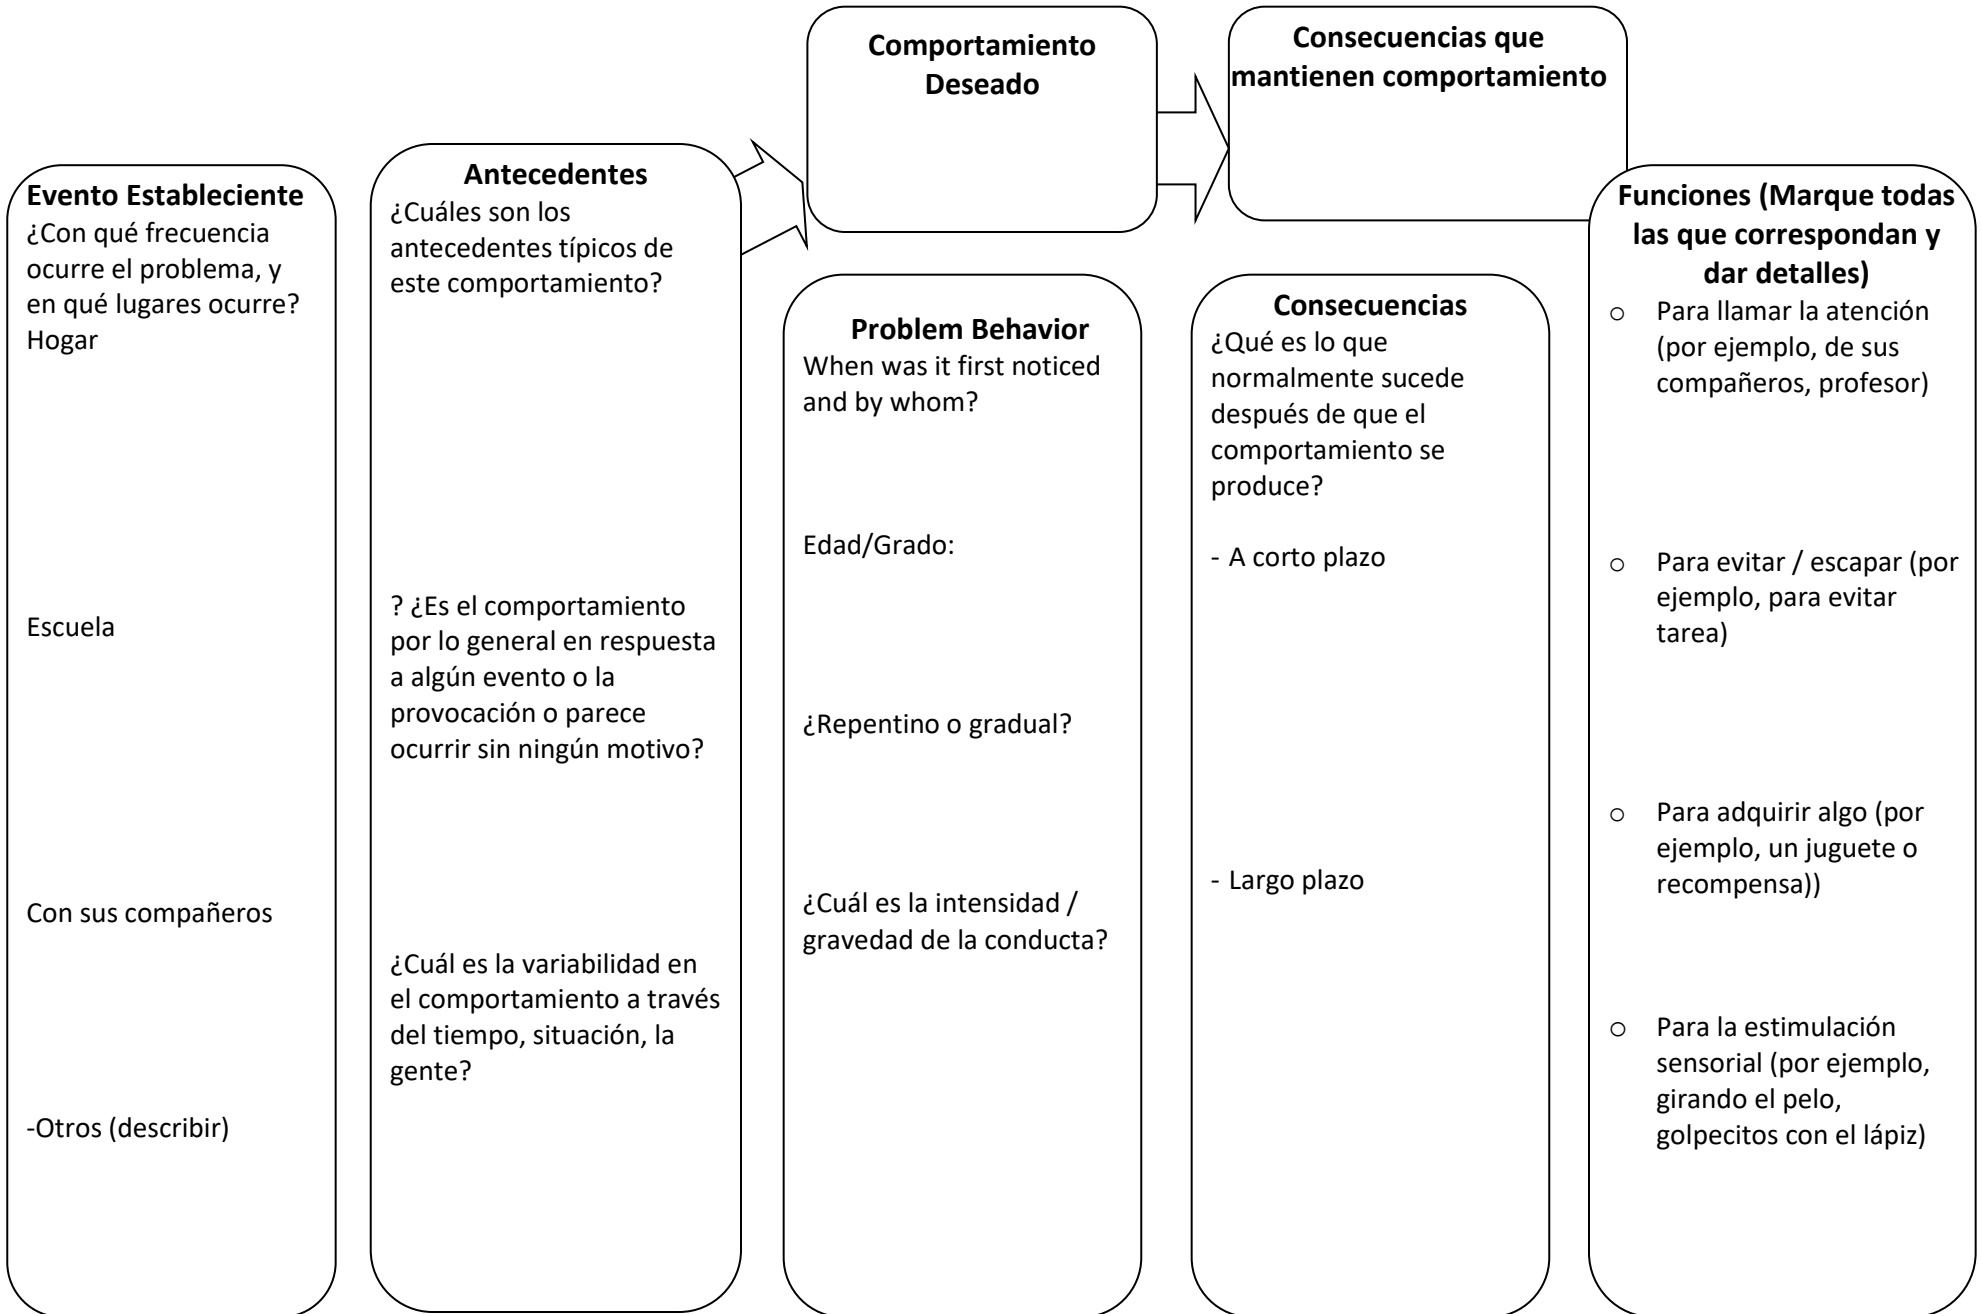 Comportamiento
Deseado
Consecuencias que
mantienen comportamiento
Evento Estableciente
¿Con qué frecuencia
ocurre el problema, y
en qué lugares ocurre?
Hogar
Escuela
Con sus compañeros
-Otros (describir)
Antecedentes
¿Cuáles son los
antecedentes típicos de
este comportamiento?
? ¿Es el comportamiento
por lo general en respuesta
a algún evento o la
provocación o parece
ocurrir sin ningún motivo?
¿Cuál es la variabilidad en
el comportamiento a través
del tiempo, situación, la
gente?
Problem Behavior
When was it first noticed
and by whom?
Edad/Grado:
¿Repentino o gradual?
¿Cuál es la intensidad /
gravedad de la conducta?
Consecuencias
¿Qué es lo que
normalmente sucede
después de que el
comportamiento se
produce?
- A corto plazo
- Largo plazo
Funciones (Marque todas
las que correspondan y
dar detalles)
o Para llamar la atención
(por ejemplo, de sus
compañeros, profesor)
o Para evitar / escapar (por
ejemplo, para evitar
tarea)
o Para adquirir algo (por
ejemplo, un juguete o
recompensa))
o Para la estimulación
sensorial (por ejemplo,
girando el pelo,
golpecitos con el lápiz)